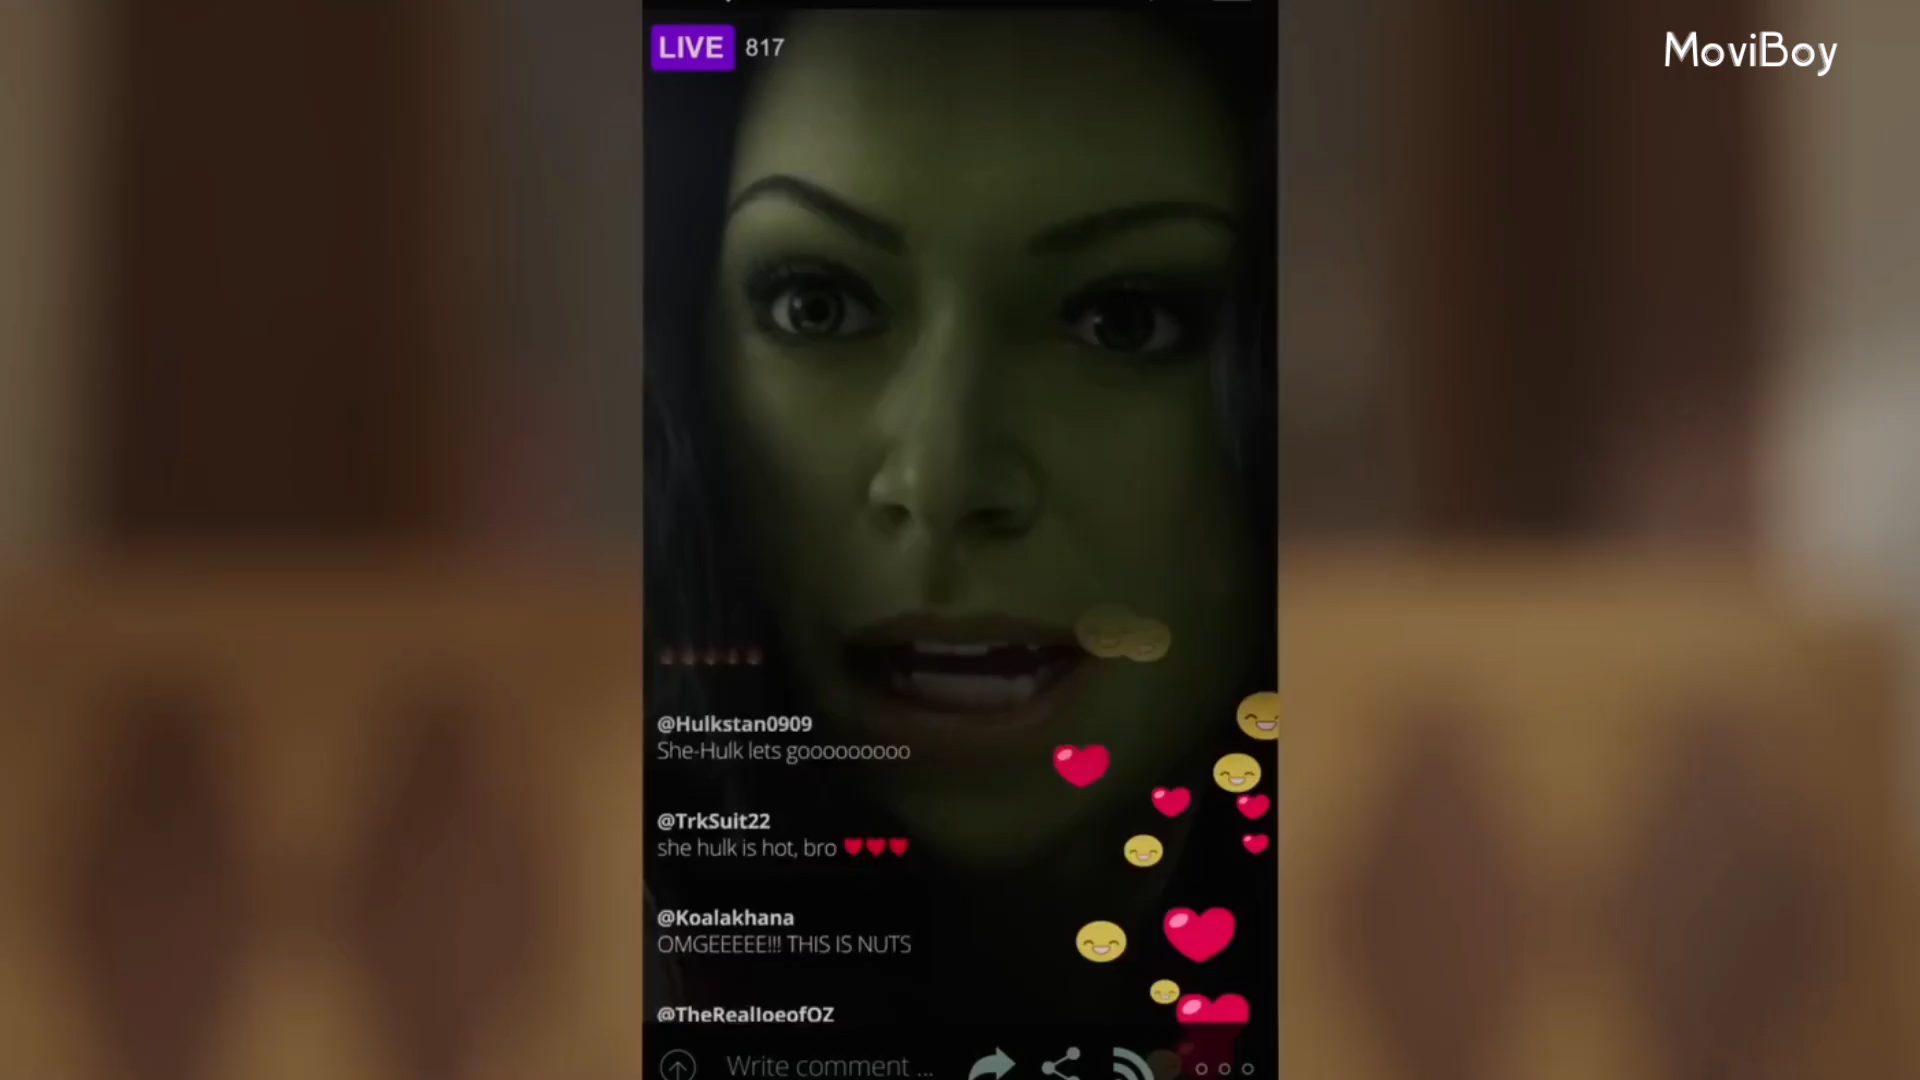 LIVE 817
MoviBoy
@Hulkstan0909
She-Hulk lets gooooooooo
@TrkSuit22
she hulk is hot, bro
@Koalakhana
OMGEEEEE!!! THIS IS NUTS
@TheRealJoeofOZ
Write comment ...